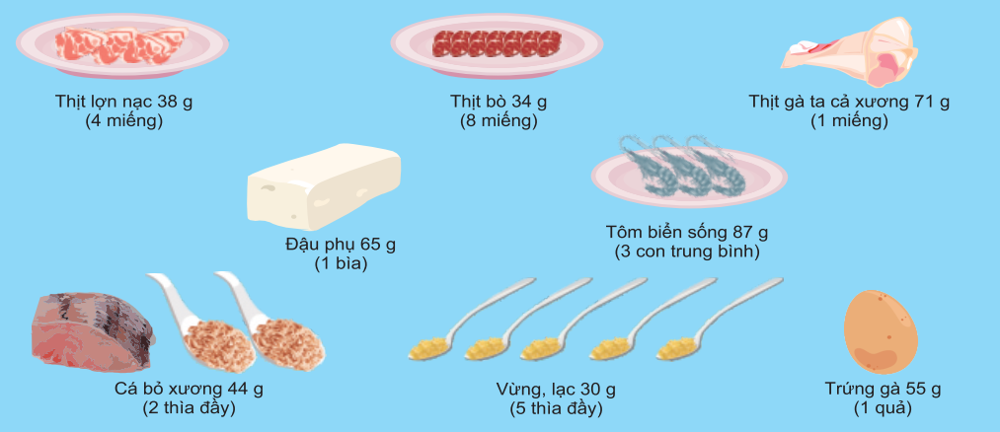 Thịt lợn nạc 38 g
(4 miếng)
Thịt bò 34 g
(8 miếng)
Thịt gà ta cả xương 71 g
(1 miếng)
Đậu phụ 65 g
(1 bìa)
Tôm biển sống 87 g
(3 con trung bình)
Cá bỏ xương 44 g
(2 thìa đầy)
Vừng, lạc 30 g
(5 thìa đầy)
Trứng gà 55 g
(1 quả)